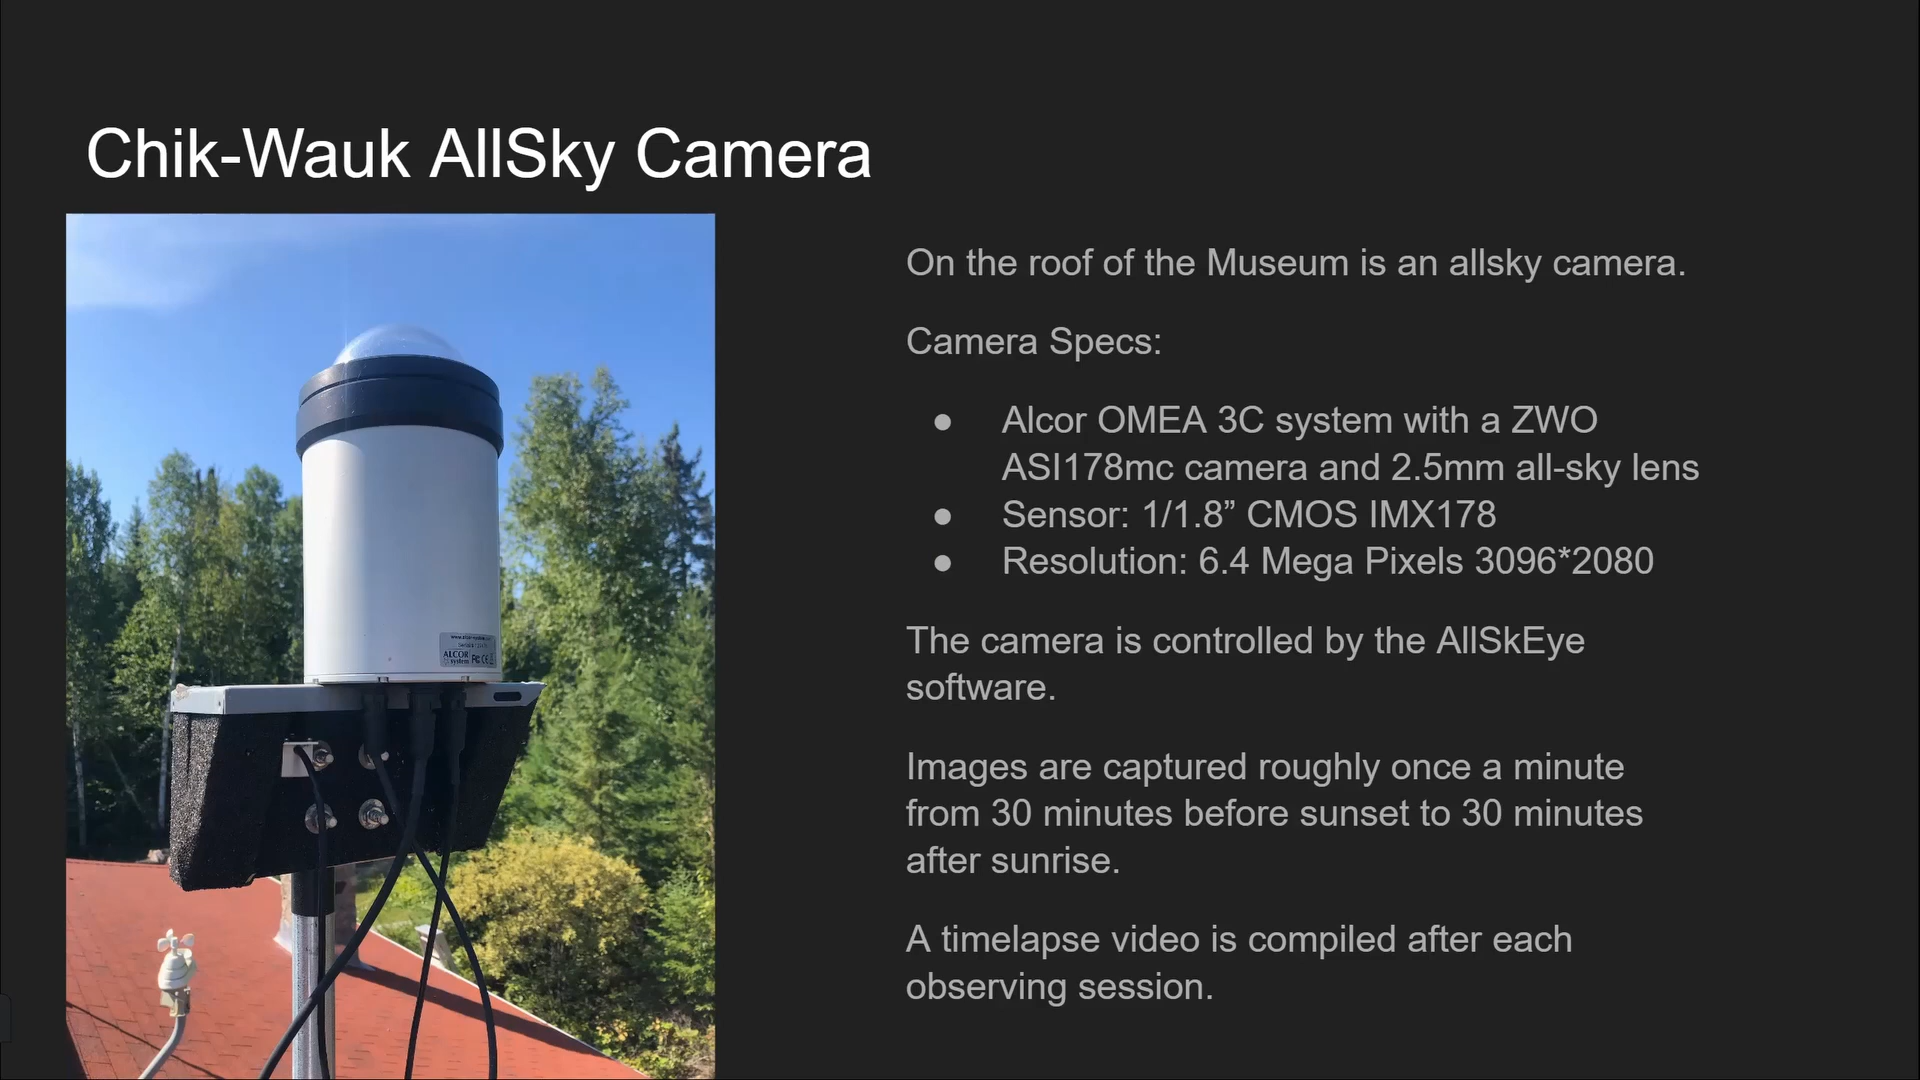 Chik-Wauk AllSky Camera
On the roof of the Museum is an allsky camera.
Camera Specs:
● Alcor OMEA 3C system with a ZWO
ASI178mc camera and 2.5mm all-sky lens
● Sensor: 1/1.8” CMOS IMX178
● Resolution: 6.4 Mega Pixels 3096*2080
The camera is controlled by the AllSkEye
software.
Images are captured roughly once a minute
from 30 minutes before sunset to 30 minutes
after sunrise.
A timelapse video is compiled after each
observing session.
ALCOR
system FC CE